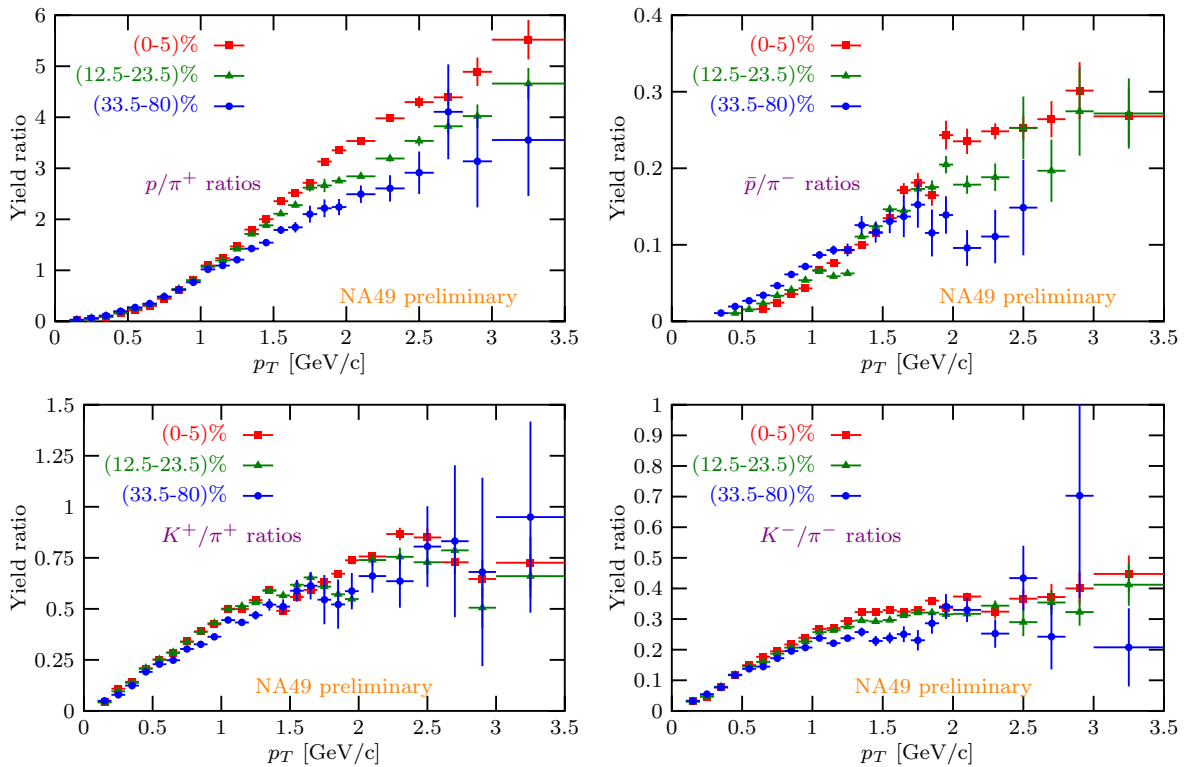 6
5
4
3
2
1
0
Yield ratio
(0-5)%
(12.5-23.5)%
(33.5-80)%
p/π⁺ ratios
NA49 preliminary
0 0.5 1 1.5 2 2.5 3 3.5
p_T [GeV/c]
0.4
0.3
0.2
0.1
0
Yield ratio
(0-5)%
(12.5-23.5)%
(33.5-80)%
p̄/π⁻ ratios
NA49 preliminary
0 0.5 1 1.5 2 2.5 3 3.5
p_T [GeV/c]
1.5
1.25
1
0.75
0.5
0.25
0
Yield ratio
(0-5)%
(12.5-23.5)%
(33.5-80)%
K⁺/π⁺ ratios
NA49 preliminary
0 0.5 1 1.5 2 2.5 3 3.5
p_T [GeV/c]
1
0.9
0.8
0.7
0.6
0.5
0.4
0.3
0.2
0.1
0
Yield ratio
(0-5)%
(12.5-23.5)%
(33.5-80)%
K⁻/π⁻ ratios
NA49 preliminary
0 0.5 1 1.5 2 2.5 3 3.5
p_T [GeV/c]